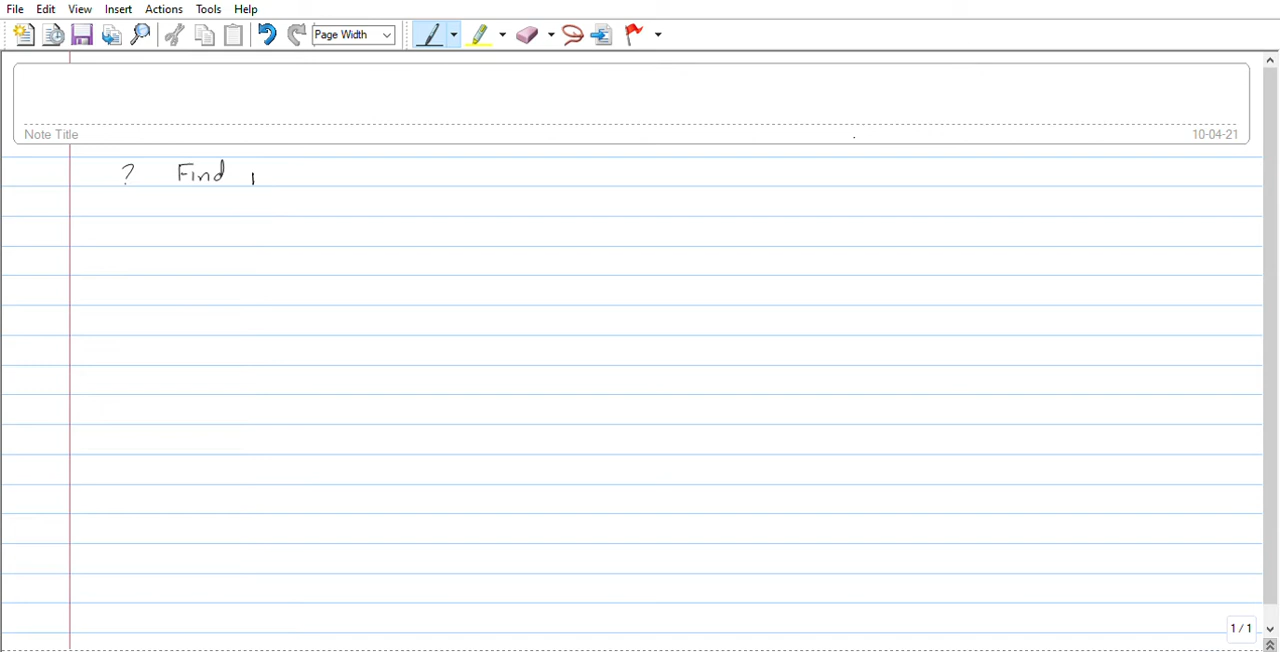 File Edit View Insert Actions Tools Help
Page Width
Note Title 10-04-21
? Find
1 / 1